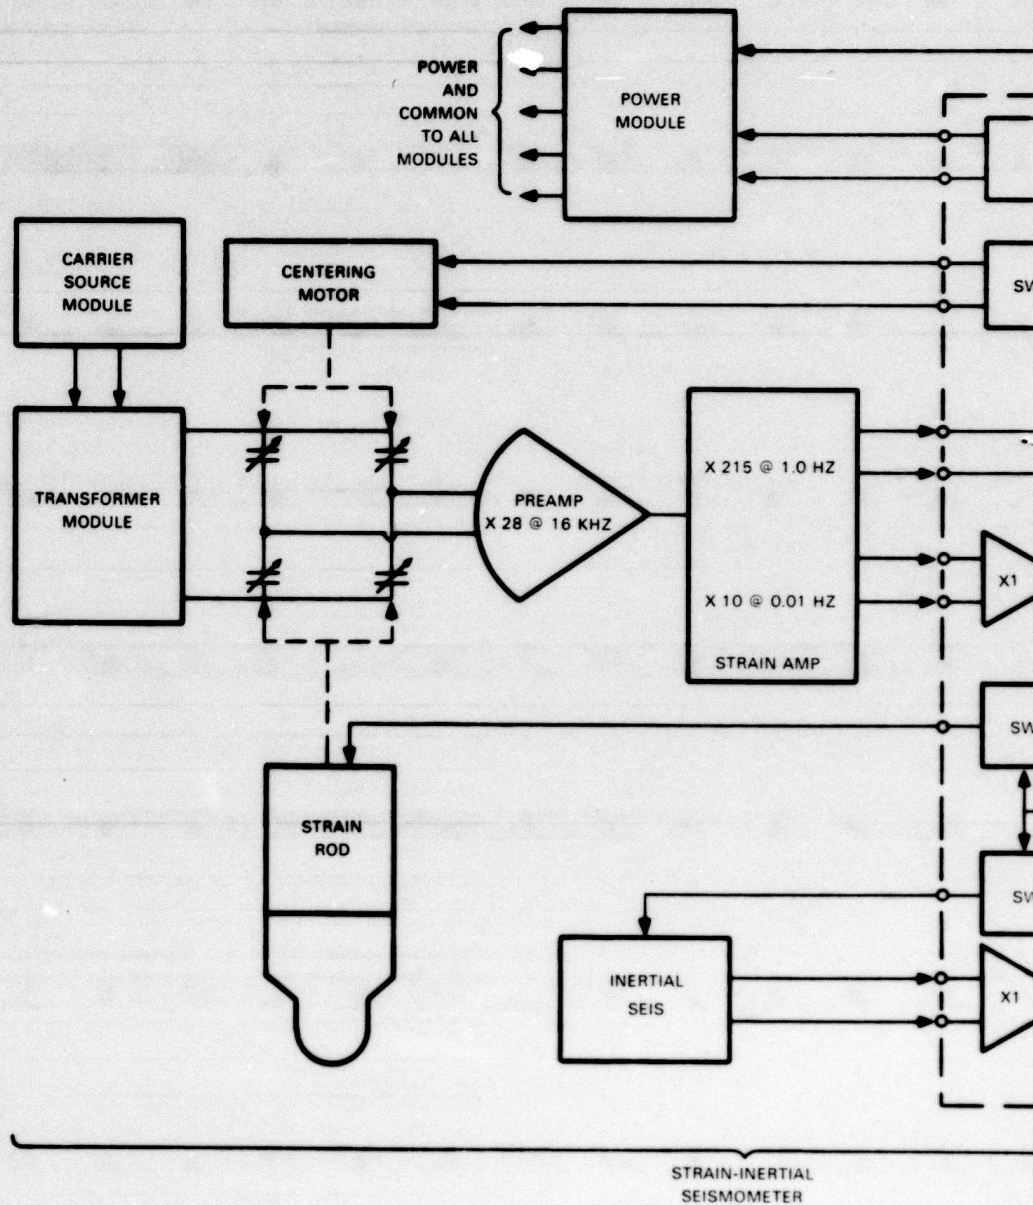 POWER
AND
COMMON
TO ALL
MODULES
POWER
MODULE
CARRIER
SOURCE
MODULE
CENTERING
MOTOR
SW
TRANSFORMER
MODULE
PREAMP
X 28 @ 16 KHZ
X 215 @ 1.0 HZ
X 10 @ 0.01 HZ
STRAIN AMP
X1
SW
STRAIN
ROD
SW
INERTIAL
SEIS
X1
STRAIN-INERTIAL
SEISMOMETER